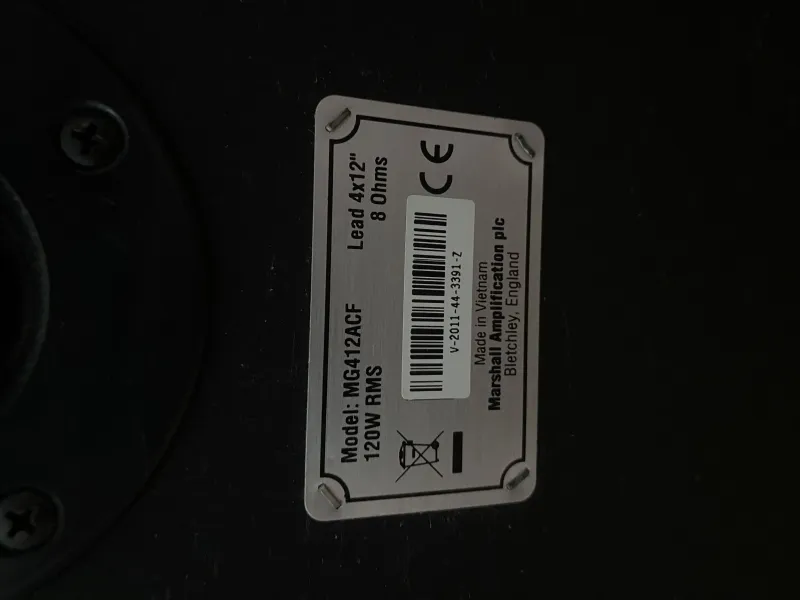 Model: MG412ACF
Lead 4x12"
120W RMS
8 Ohms
CE
V-2011-44-3391-Z
Made in Vietnam
Marshall Amplification plc
Bletchley, England